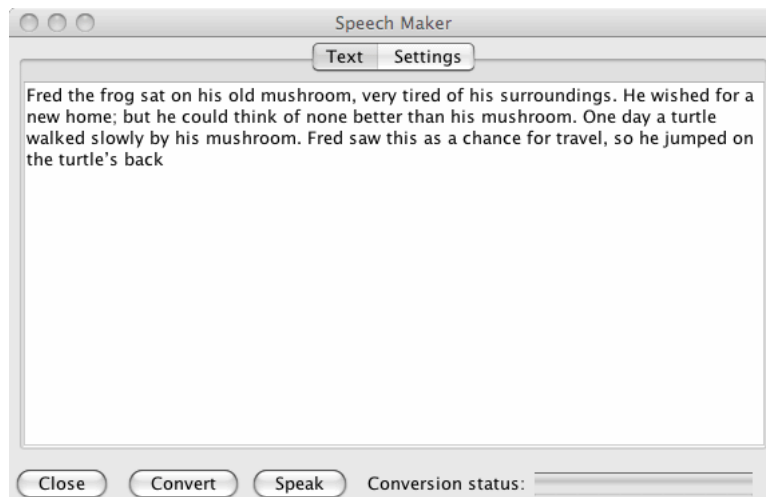 Speech Maker
Text Settings
Fred the frog sat on his old mushroom, very tired of his surroundings. He wished for a
new home; but he could think of none better than his mushroom. One day a turtle
walked slowly by his mushroom. Fred saw this as a chance for travel, so he jumped on
the turtle’s back
Close Convert Speak Conversion status: